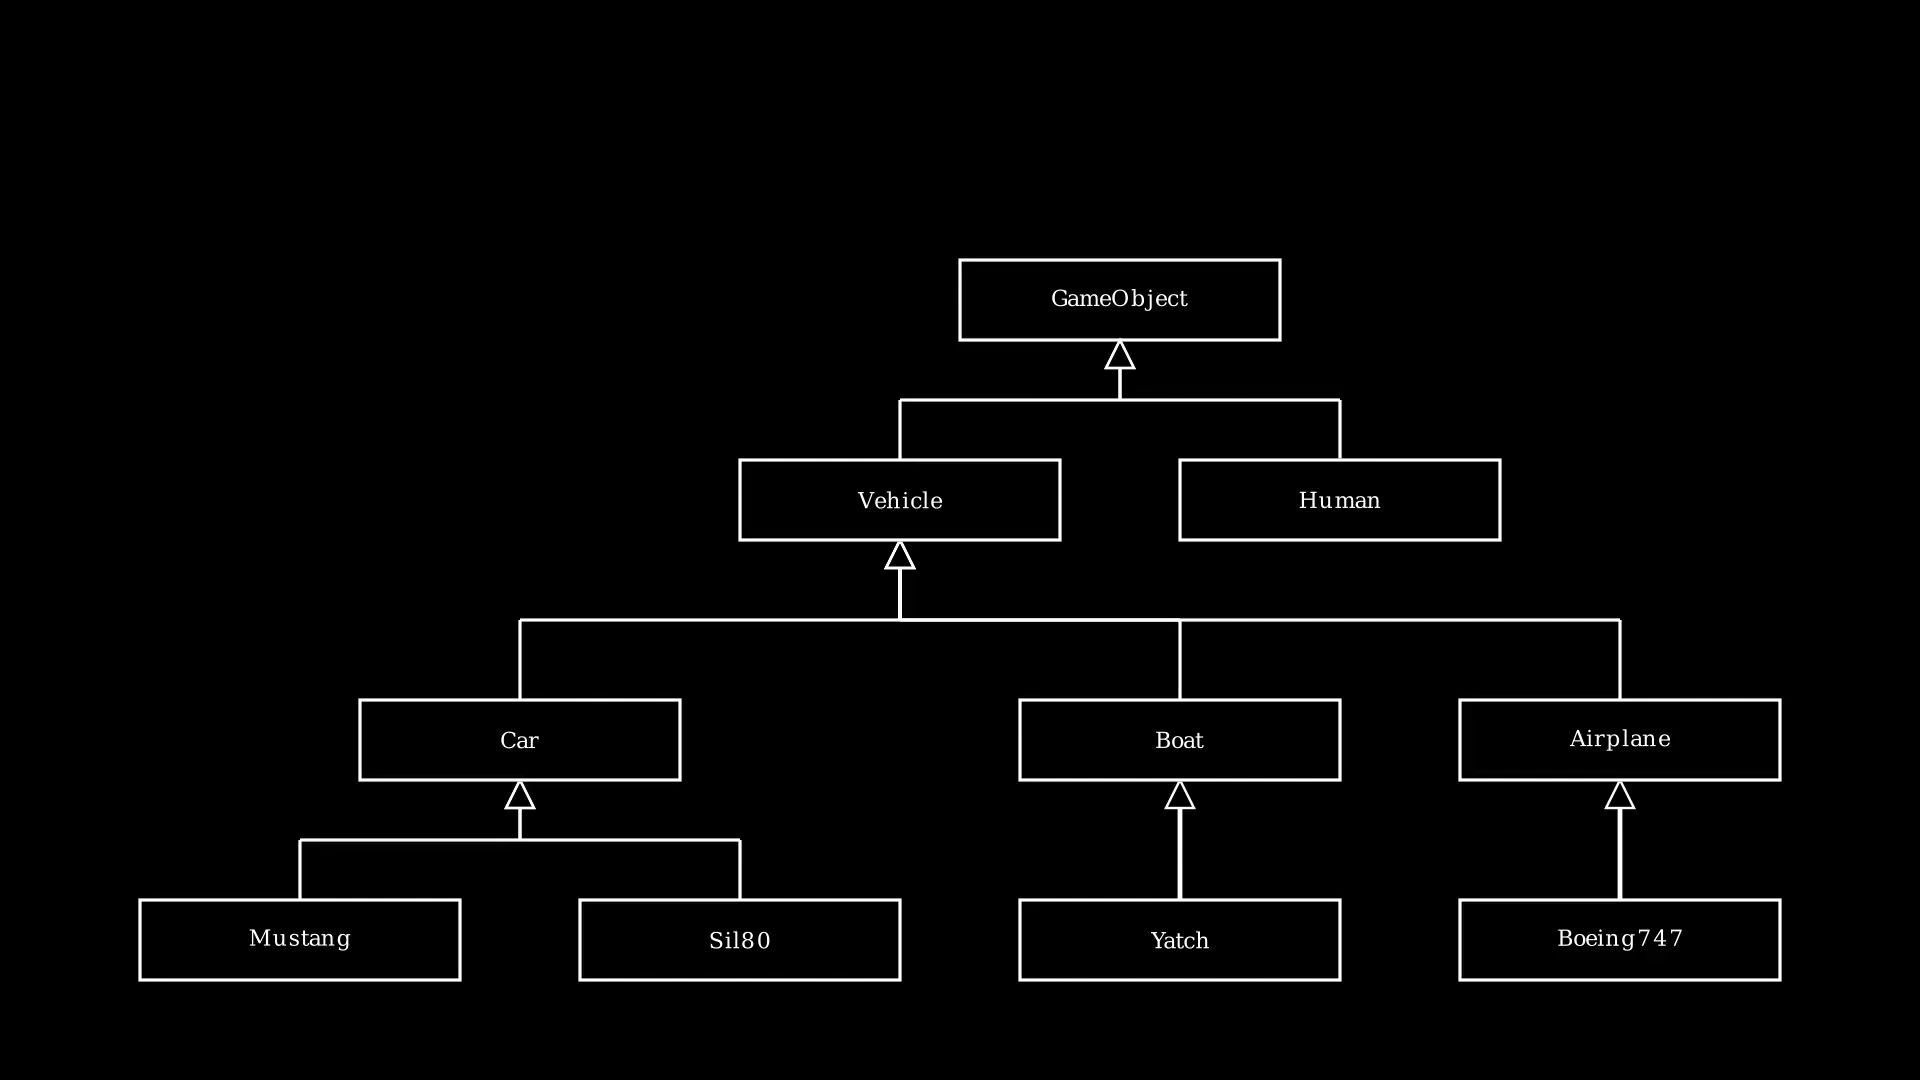 GameObject
Vehicle
Human
Car
Boat
Airplane
Mustang
Sil80
Yatch
Boeing747